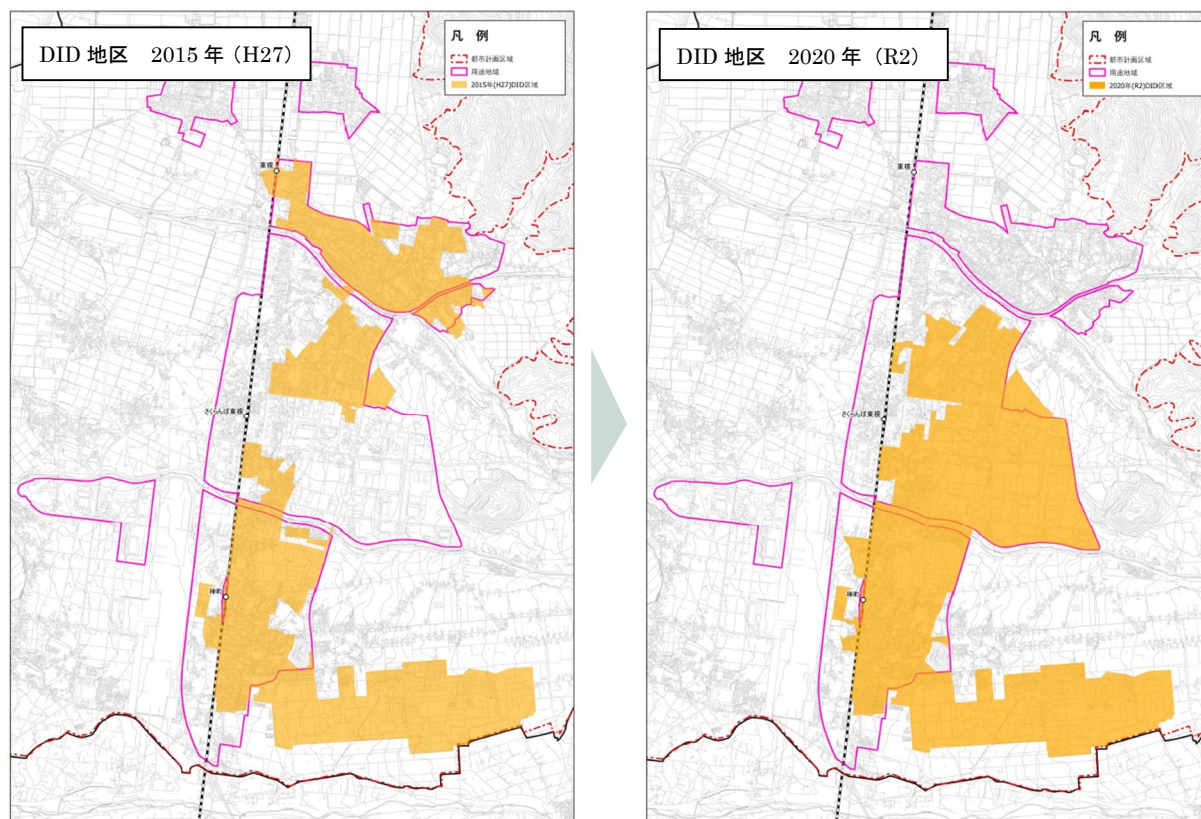 DID 地区 2015 年 (H27)
凡 例
都市計画区域
用途地域
2015年(H27)DID区域
東根
さくらんぼ東根
神町
DID 地区 2020 年 (R2)
凡 例
都市計画区域
用途地域
2020年(R2)DID区域
東根
さくらんぼ東根
神町